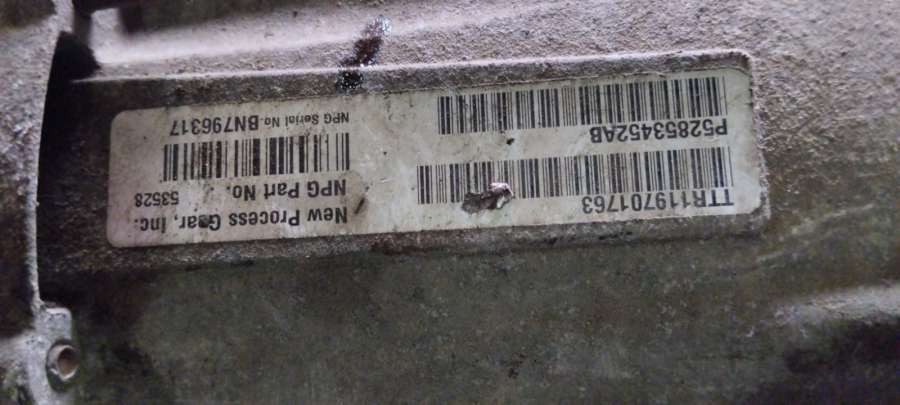 TTR119701763
P52853452AB
New Process Gear, Inc.
NPG Part No. 53528
NPG Serial No. BN796317